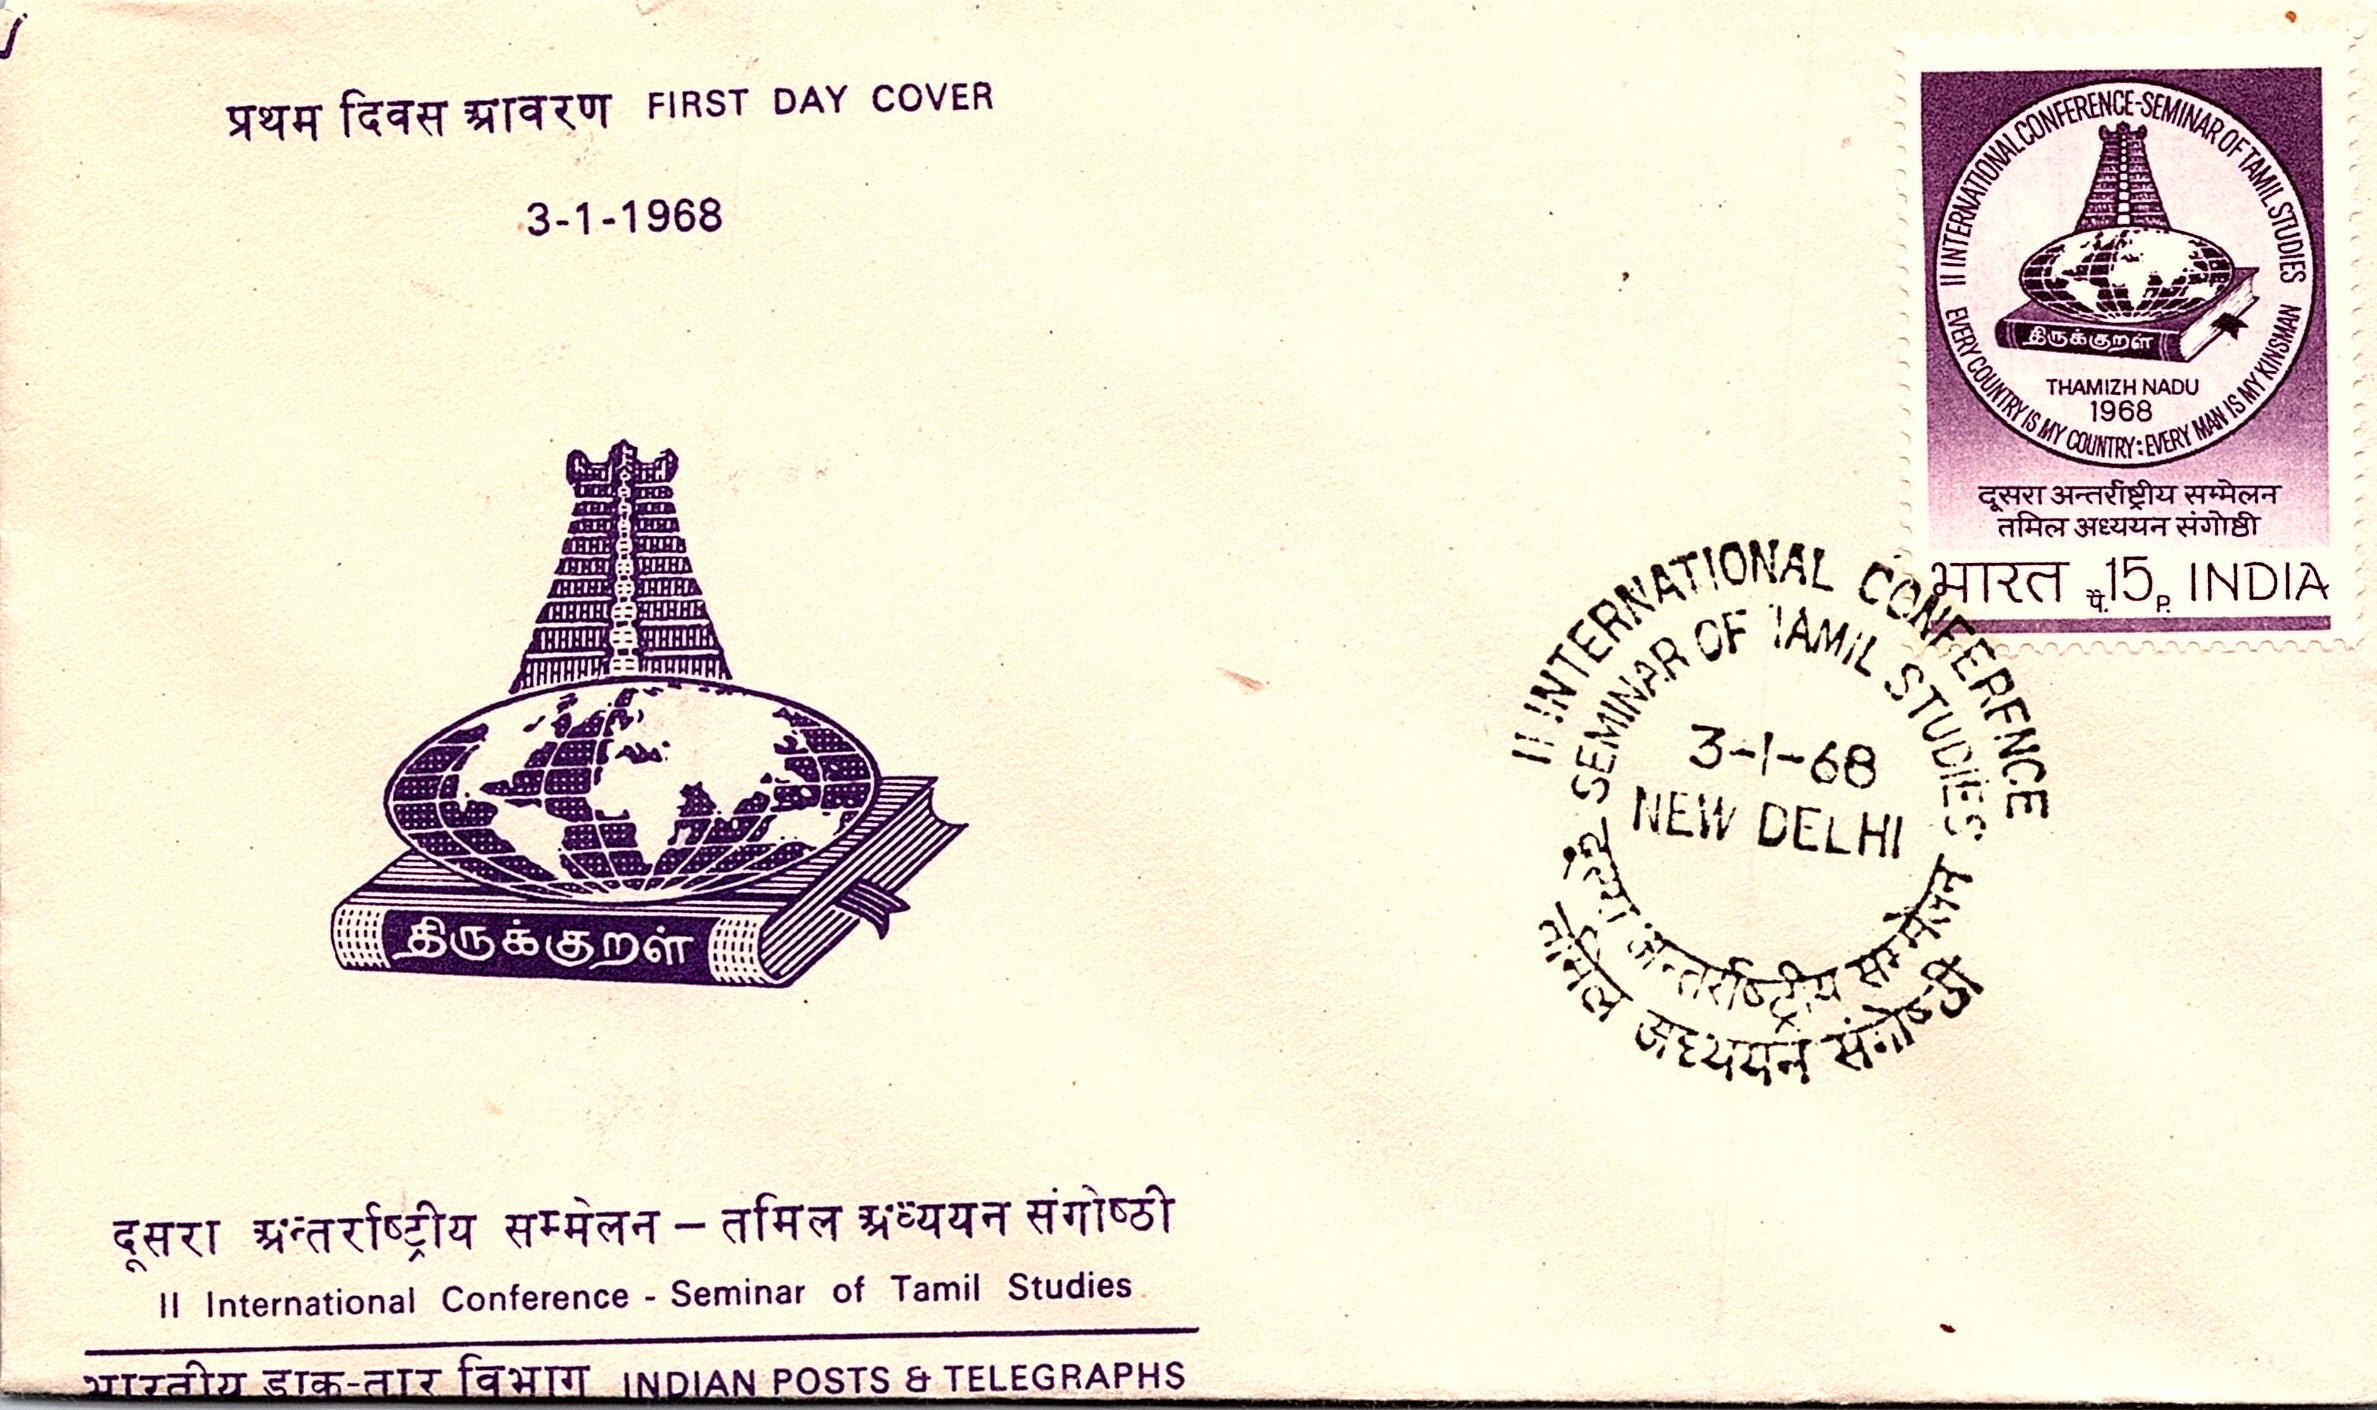 प्रथम दिवस आवरण FIRST DAY COVER
3-1-1968
II INTERNATIONAL CONFERENCE-SEMINAR OF TAMIL STUDIES
திருக்குறள்
THAMIZH NADU
1968
EVERY COUNTRY IS MY COUNTRY: EVERY MAN IS MY KINSMAN
दूसरा अन्तर्राष्ट्रीय सम्मेलन
तमिल अध्ययन संगोष्ठी
भारत पै.15P. INDIA
II INTERNATIONAL CONFERENCE
SEMINAR OF TAMIL STUDIES
3-1-68
NEW DELHI
अन्तर्राष्ट्रीय सम्मेलन
तमिल अध्ययन संगोष्ठी
திருக்குறள்
दूसरा अन्तर्राष्ट्रीय सम्मेलन – तमिल अध्ययन संगोष्ठी
II International Conference - Seminar of Tamil Studies
भारतीय डाक-तार विभाग INDIAN POSTS & TELEGRAPHS